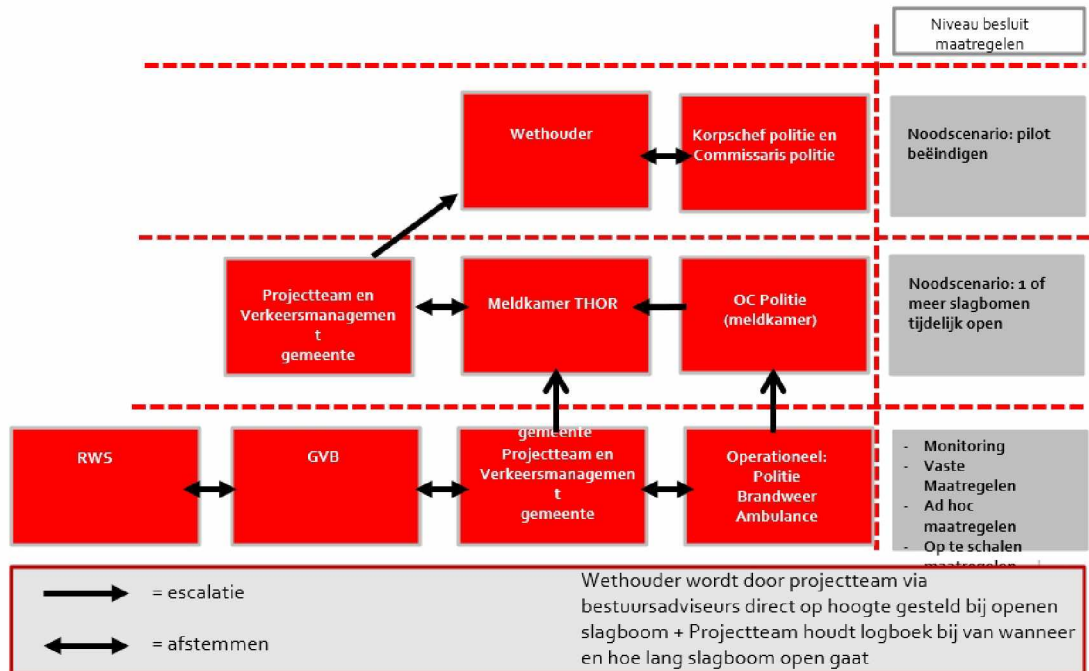 Niveau besluit
maatregelen
Wethouder
Korpschef politie en
Commissaris politie
Noodscenario: pilot
beëindigen
Projectteam en
Verkeersmanagemen
t
gemeente
Meldkamer THOR
OC Politie
(meldkamer)
Noodscenario: 1 of
meer slagbomen
tijdelijk open
RWS
GVB
gemeente
Projectteam en
Verkeersmanagemen
t
gemeente
Operationeel:
Politie
Brandweer
Ambulance
- Monitoring
- Vaste
Maatregelen
- Ad hoc
maatregelen
- Op te schalen
maatregelen
= escalatie
= afstemmen
Wethouder wordt door projectteam via
bestuursadviseurs direct op hoogte gesteld bij openen
slagboom + Projectteam houdt logboek bij van wanneer
en hoe lang slagboom open gaat